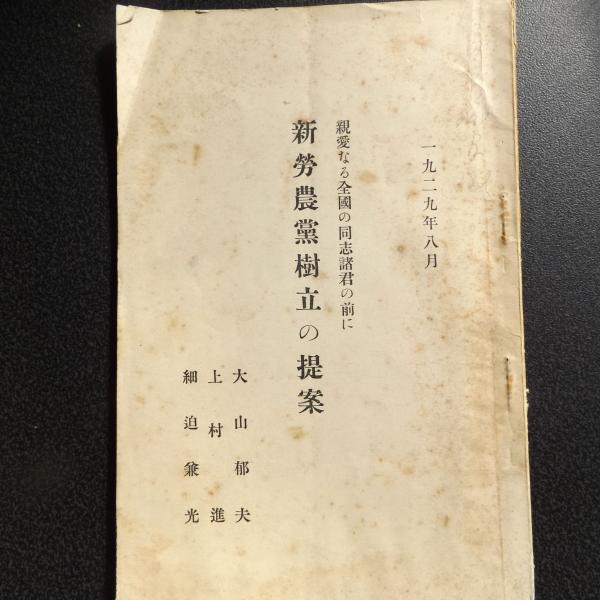 一九二九年八月
親愛なる全國の同志諸君の前に
新勞農黨樹立の提案
大山郁夫
上村進
細迫兼光